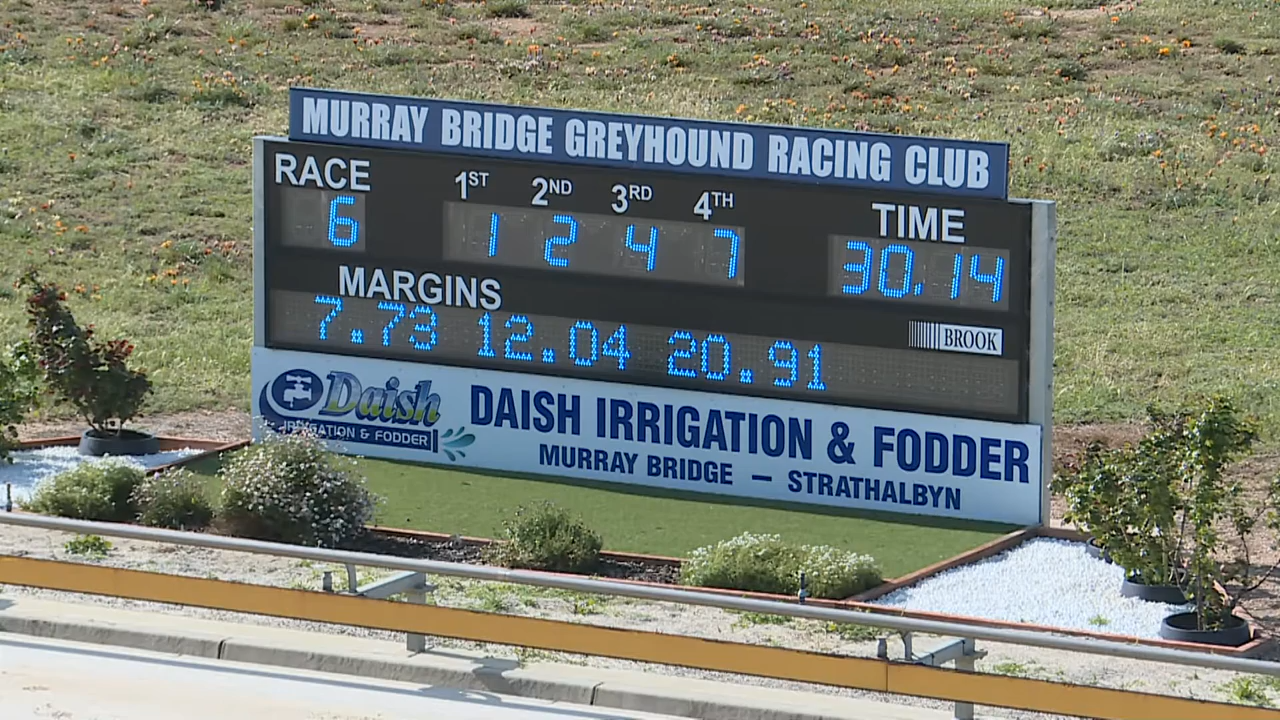 MURRAY BRIDGE GREYHOUND RACING CLUB
RACE 1ST 2ND 3RD 4TH TIME
6 1 2 4 7 30.14
MARGINS
7.73 12.04 20.91
BROOK
Daish
IRRIGATION & FODDER
DAISH IRRIGATION & FODDER
MURRAY BRIDGE – STRATHALBYN